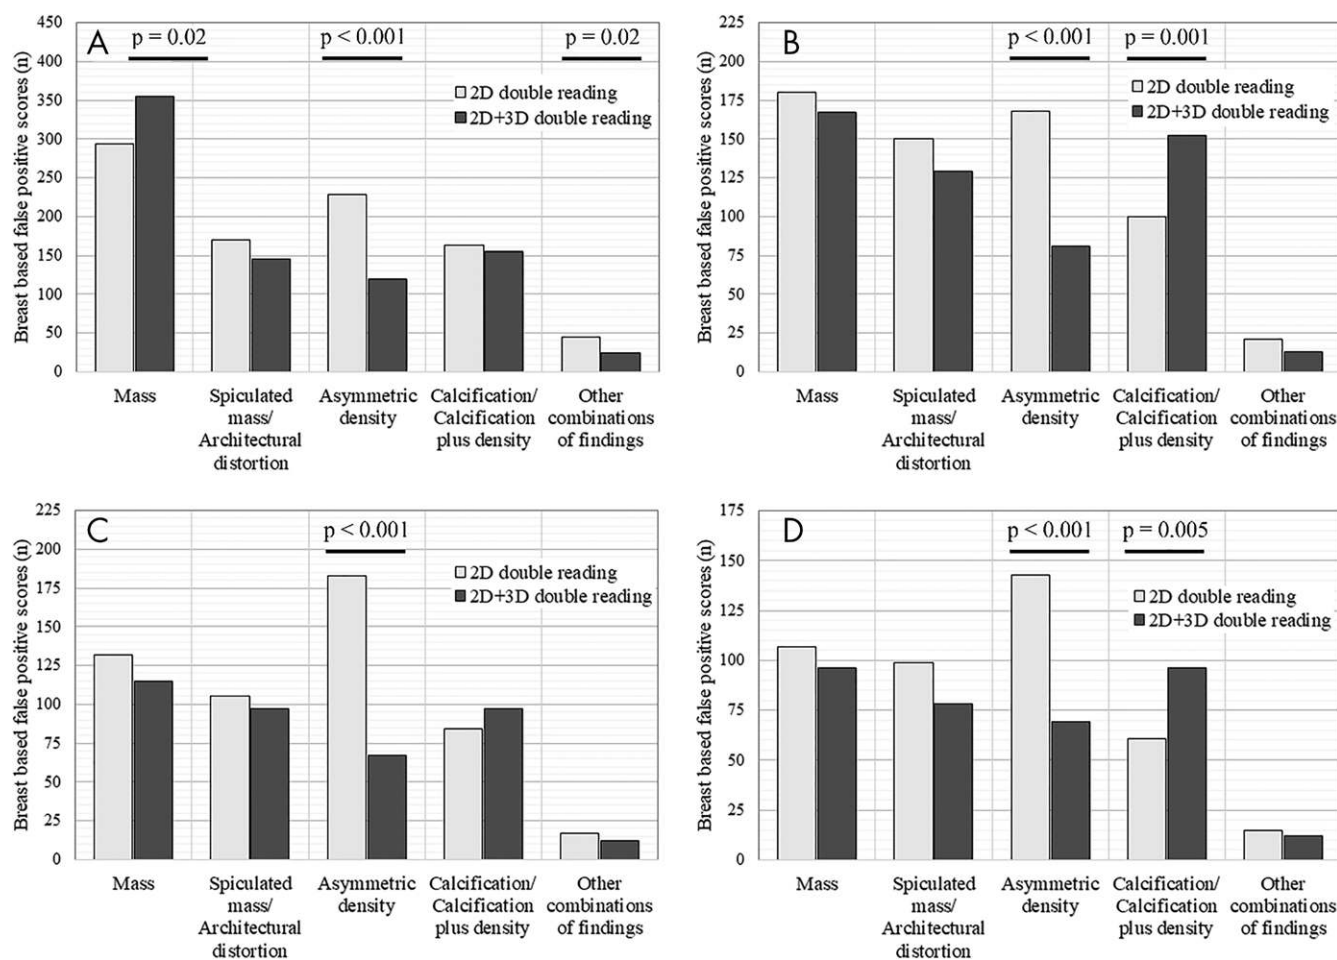 A
p = 0.02
p < 0.001
p = 0.02
2D double reading
2D+3D double reading
Breast based false positive scores (n)
450
400
350
300
250
200
150
100
50
0
Mass
Spiculated
mass/
Architectural
distortion
Asymmetric
density
Calcification/
Calcification
plus density
Other
combinations
of findings
B
p < 0.001
p = 0.001
2D double reading
2D+3D double reading
Breast based false positive scores (n)
225
200
175
150
125
100
75
50
25
0
Mass
Spiculated
mass/
Architectural
distortion
Asymmetric
density
Calcification/
Calcification
plus density
Other
combinations
of findings
C
p < 0.001
2D double reading
2D+3D double reading
Breast based false positive scores (n)
225
200
175
150
125
100
75
50
25
0
Mass
Spiculated
mass/
Architectural
distortion
Asymmetric
density
Calcification/
Calcification
plus density
Other
combinations
of findings
D
p < 0.001
p = 0.005
2D double reading
2D+3D double reading
Breast based false positive scores (n)
175
150
125
100
75
50
25
0
Mass
Spiculated
mass/
Architectural
distortion
Asymmetric
density
Calcification/
Calcification
plus density
Other
combinations
of findings